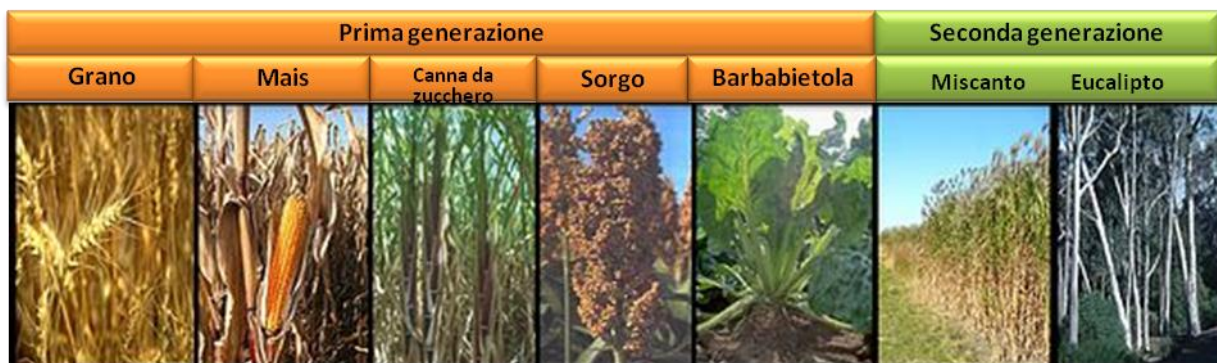 Prima generazione
Seconda generazione
Grano
Mais
Canna da
zucchero
Sorgo
Barbabietola
Miscanto
Eucalipto